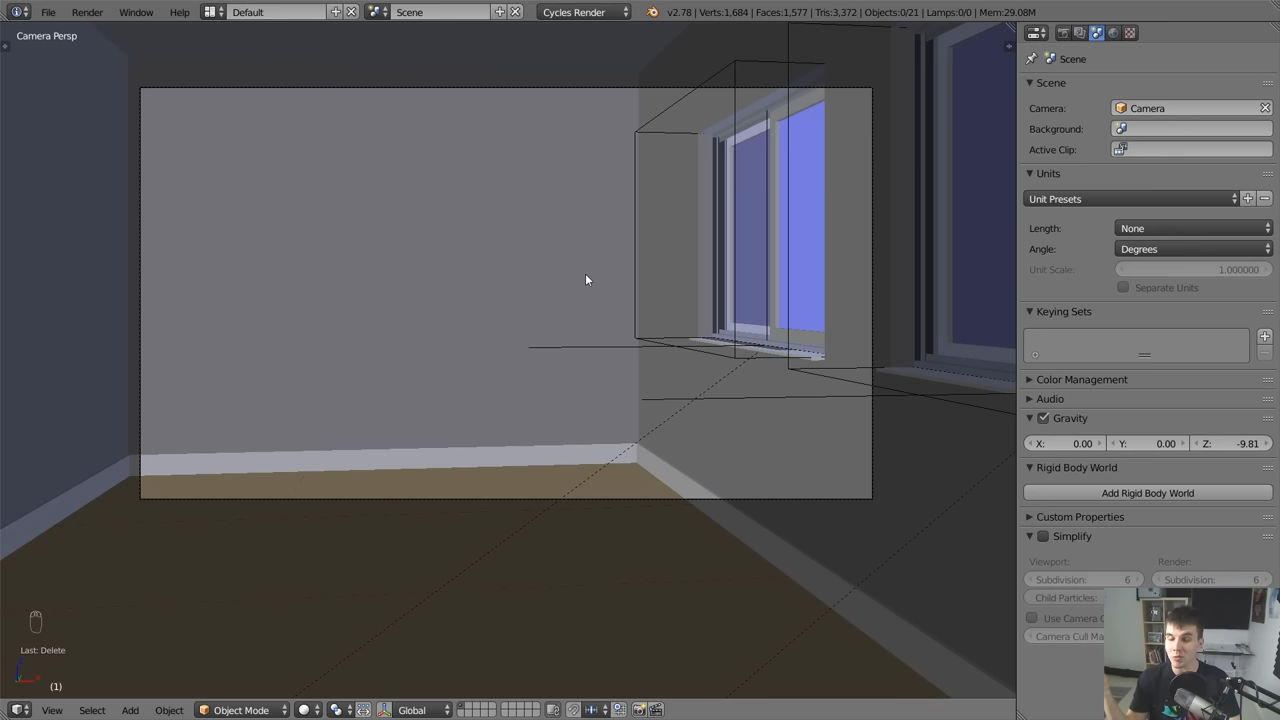 File Render Window Help Default Scene Cycles Render v2.78 | Verts:1,684 | Faces:1,577 | Tris:3,372 | Objects:0/21 | Lamps:0/0 | Mem:29.08M
Camera Persp
Scene
Scene
Camera: Camera
Background:
Active Clip:
Units
Unit Presets
Length: None
Angle: Degrees
Unit Scale: 1.000000
Separate Units
Keying Sets
Color Management
Audio
Gravity
X: 0.00 Y: 0.00 Z: -9.81
Rigid Body World
Add Rigid Body World
Custom Properties
Simplify
Viewport: Render:
Subdivision: 6 Subdivision: 6
Child Particles:
Use Camera
Camera Cull
Last: Delete
(1)
View Select Add Object Object Mode Global